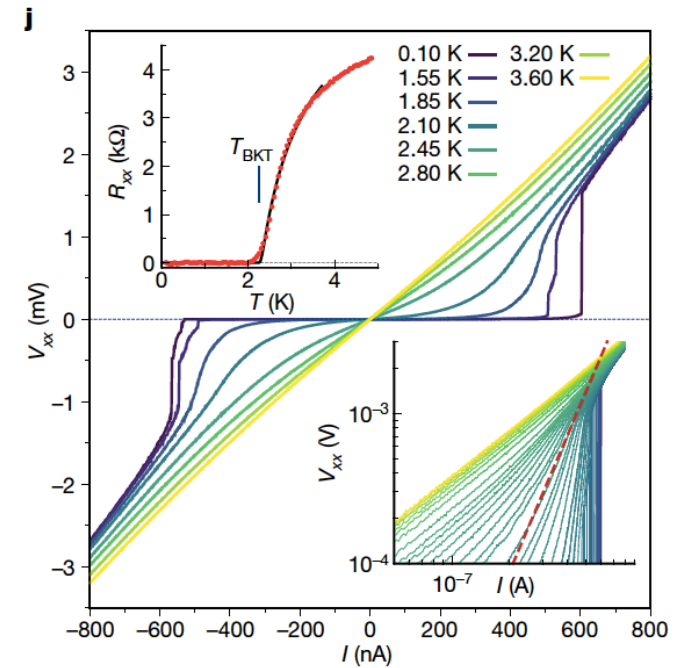 j
0.10 K 3.20 K
1.55 K 3.60 K
1.85 K
2.10 K
2.45 K
2.80 K
T_BKT
R_xx (kΩ)
4
3
2
1
0
0 2 4
T (K)
V_xx (mV)
3
2
1
0
−1
−2
−3
V_xx (V)
10⁻³
10⁻⁴
10⁻⁷
I (A)
−800 −600 −400 −200 0 200 400 600 800
I (nA)